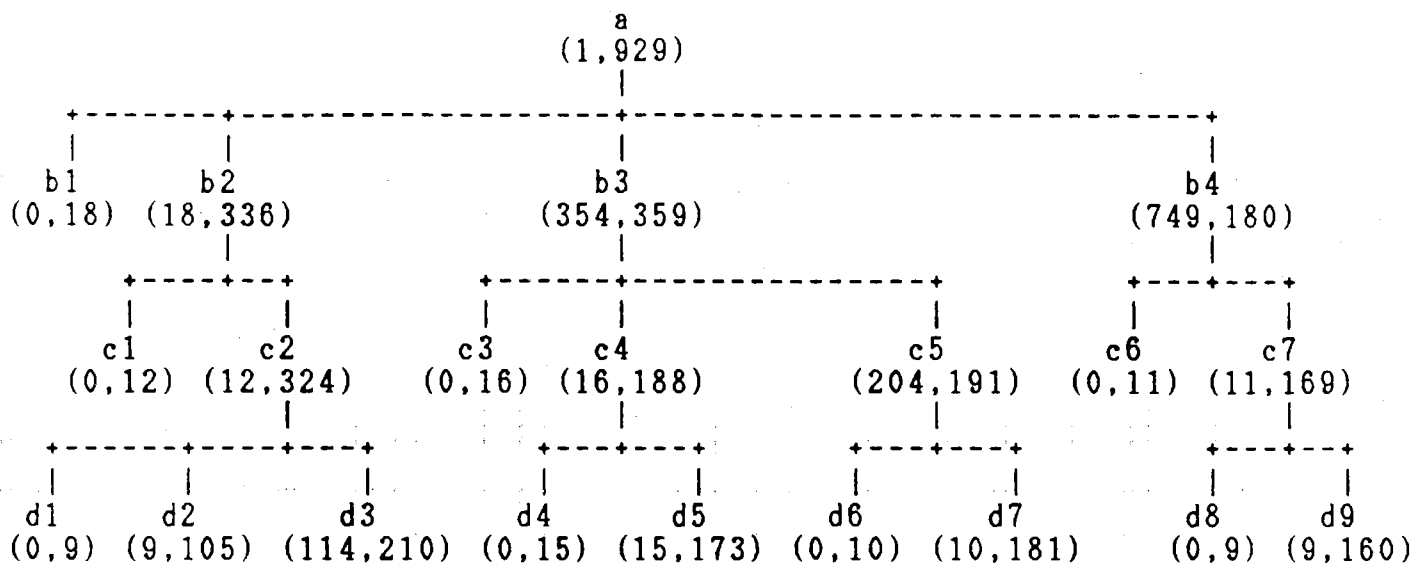 a
(1,929)
b1 b2 b3 b4
(0,18) (18,336) (354,359) (749,180)
c1 c2 c3 c4 c5 c6 c7
(0,12) (12,324) (0,16) (16,188) (204,191) (0,11) (11,169)
d1 d2 d3 d4 d5 d6 d7 d8 d9
(0,9) (9,105) (114,210) (0,15) (15,173) (0,10) (10,181) (0,9) (9,160)